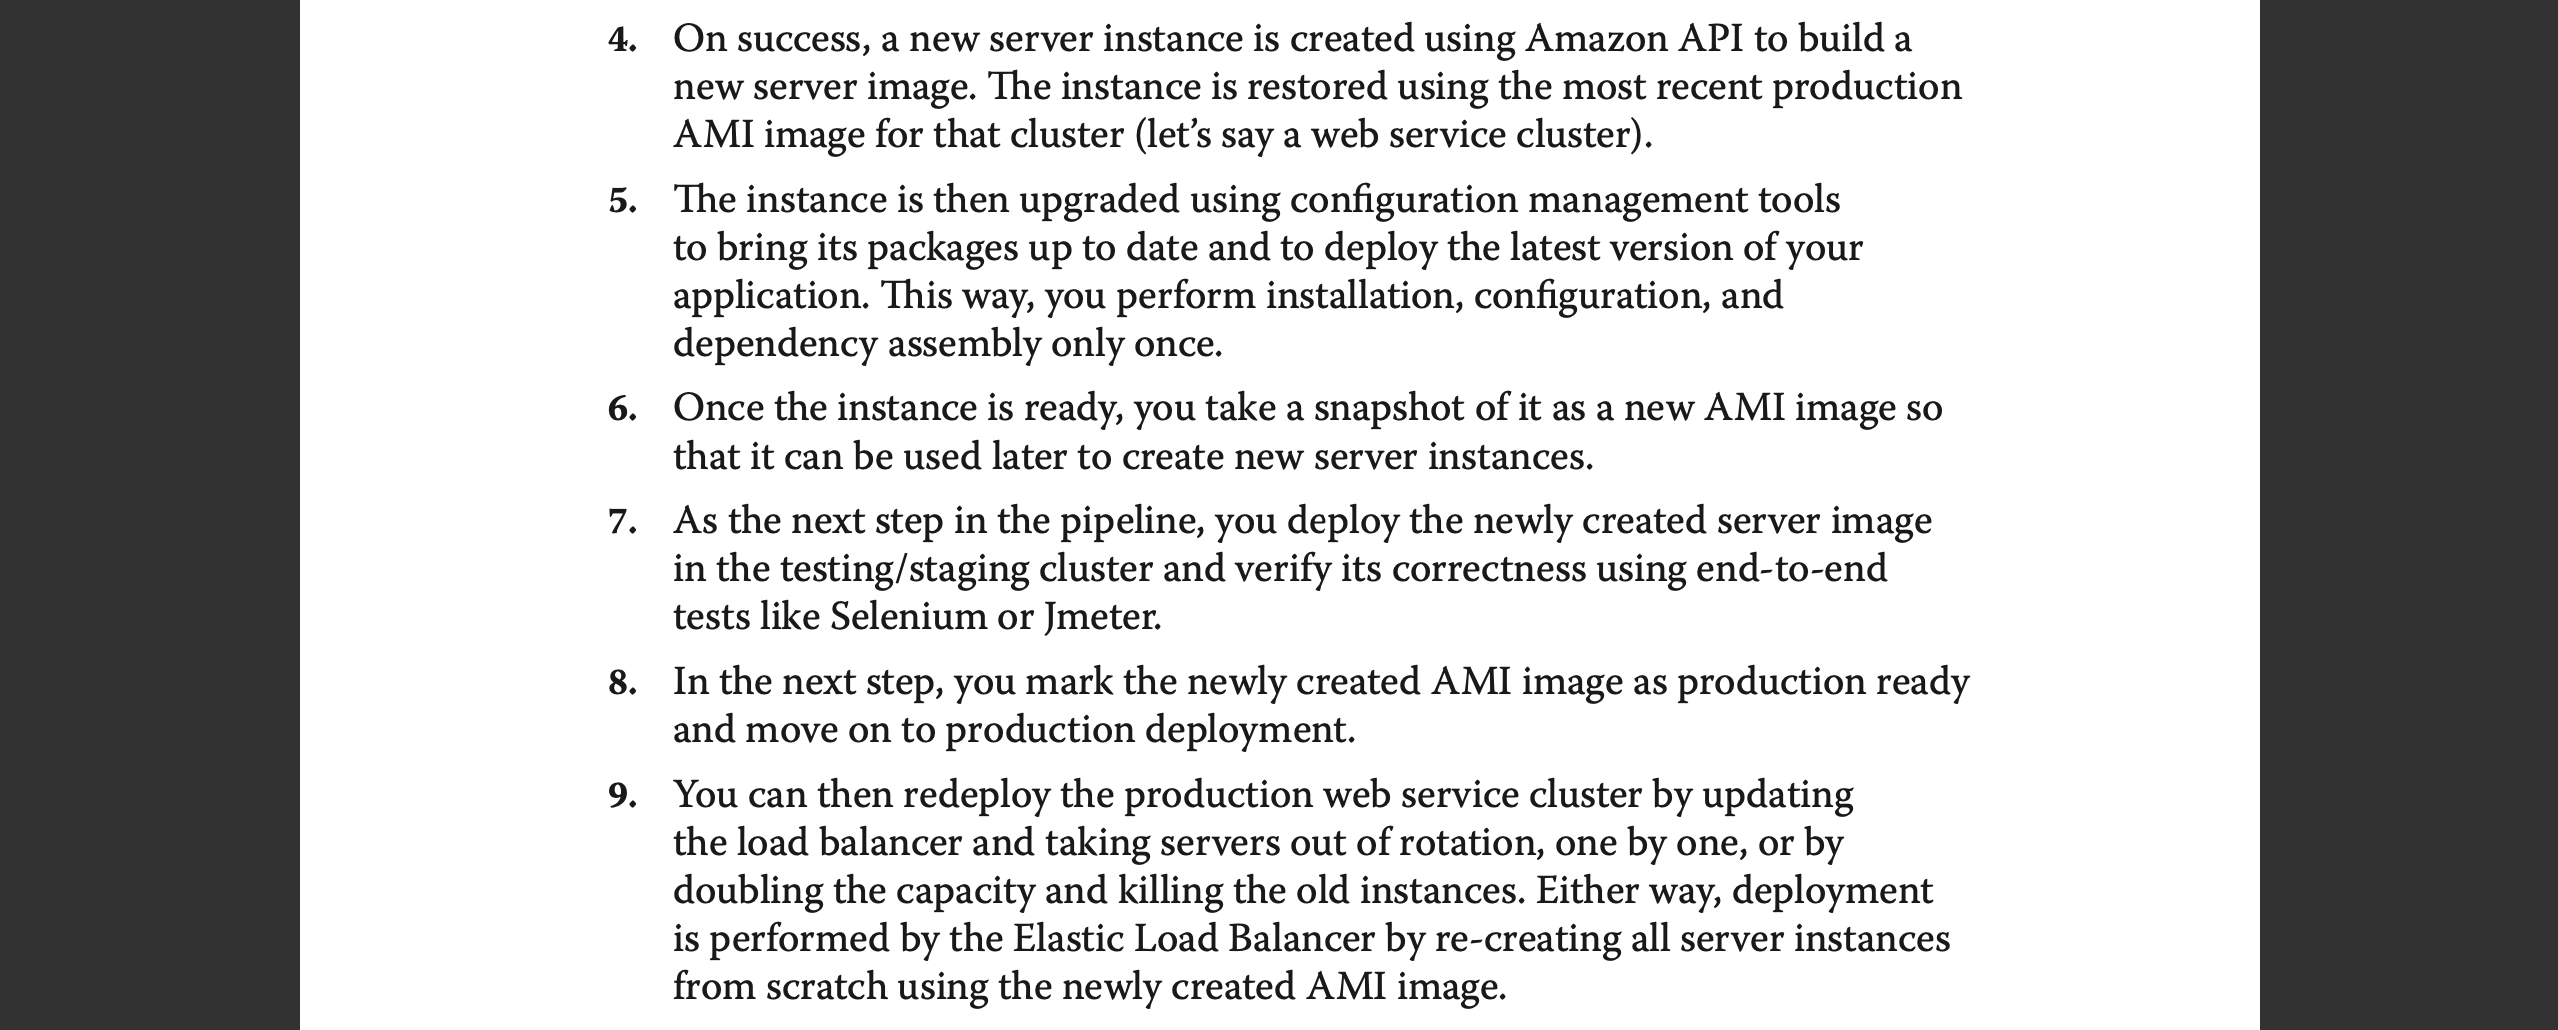 4. On success, a new server instance is created using Amazon API to build a
new server image. The instance is restored using the most recent production
AMI image for that cluster (let’s say a web service cluster).
5. The instance is then upgraded using configuration management tools
to bring its packages up to date and to deploy the latest version of your
application. This way, you perform installation, configuration, and
dependency assembly only once.
6. Once the instance is ready, you take a snapshot of it as a new AMI image so
that it can be used later to create new server instances.
7. As the next step in the pipeline, you deploy the newly created server image
in the testing/staging cluster and verify its correctness using end-to-end
tests like Selenium or Jmeter.
8. In the next step, you mark the newly created AMI image as production ready
and move on to production deployment.
9. You can then redeploy the production web service cluster by updating
the load balancer and taking servers out of rotation, one by one, or by
doubling the capacity and killing the old instances. Either way, deployment
is performed by the Elastic Load Balancer by re-creating all server instances
from scratch using the newly created AMI image.